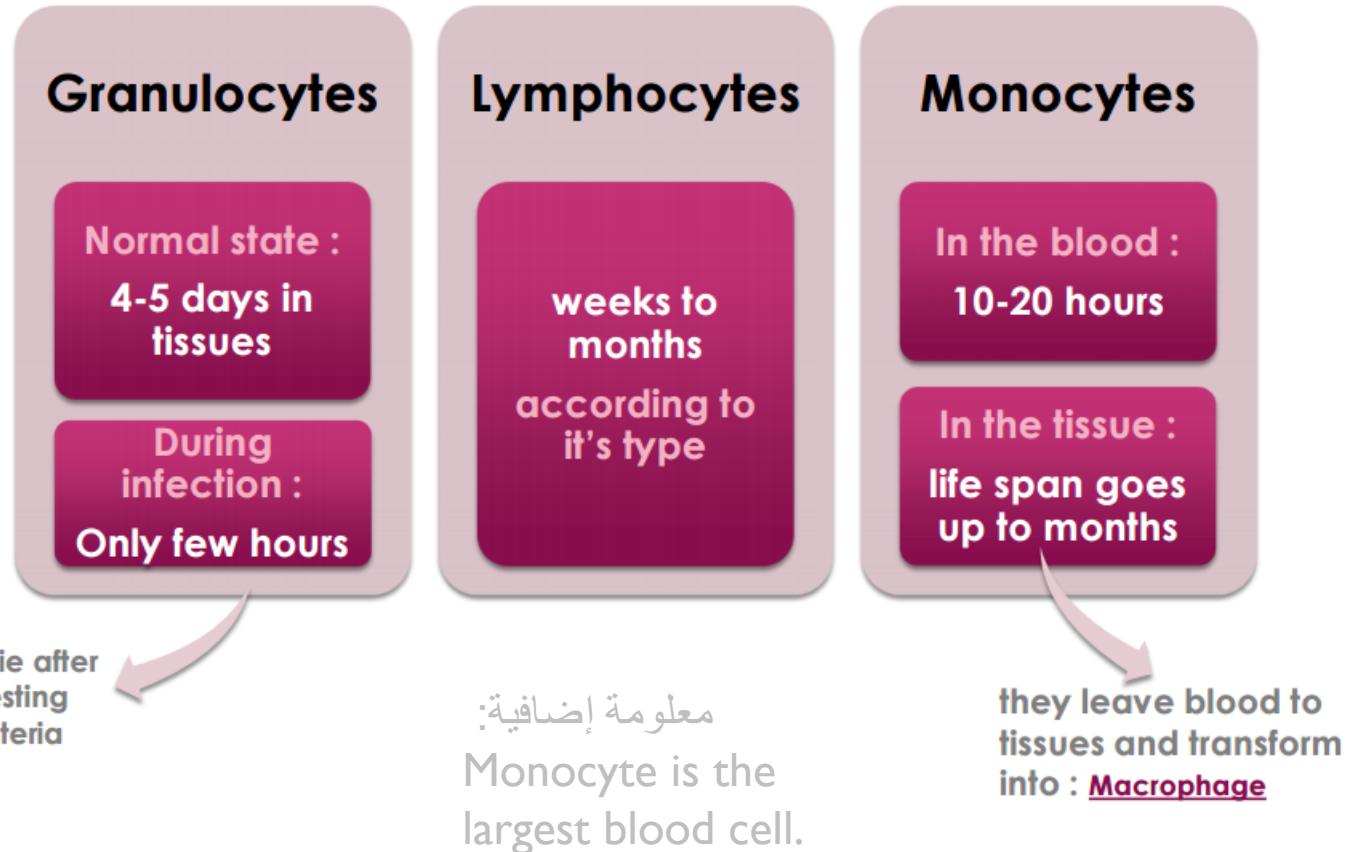 Granulocytes
Normal state :
4-5 days in
tissues
During
infection :
Only few hours
Lymphocytes
weeks to
months
according to
it's type
Monocytes
In the blood :
10-20 hours
In the tissue :
life span goes
up to months
ie after
esting
teria
معلومة إضافية:
Monocyte is the
largest blood cell.
they leave blood to
tissues and transform
into : Macrophage